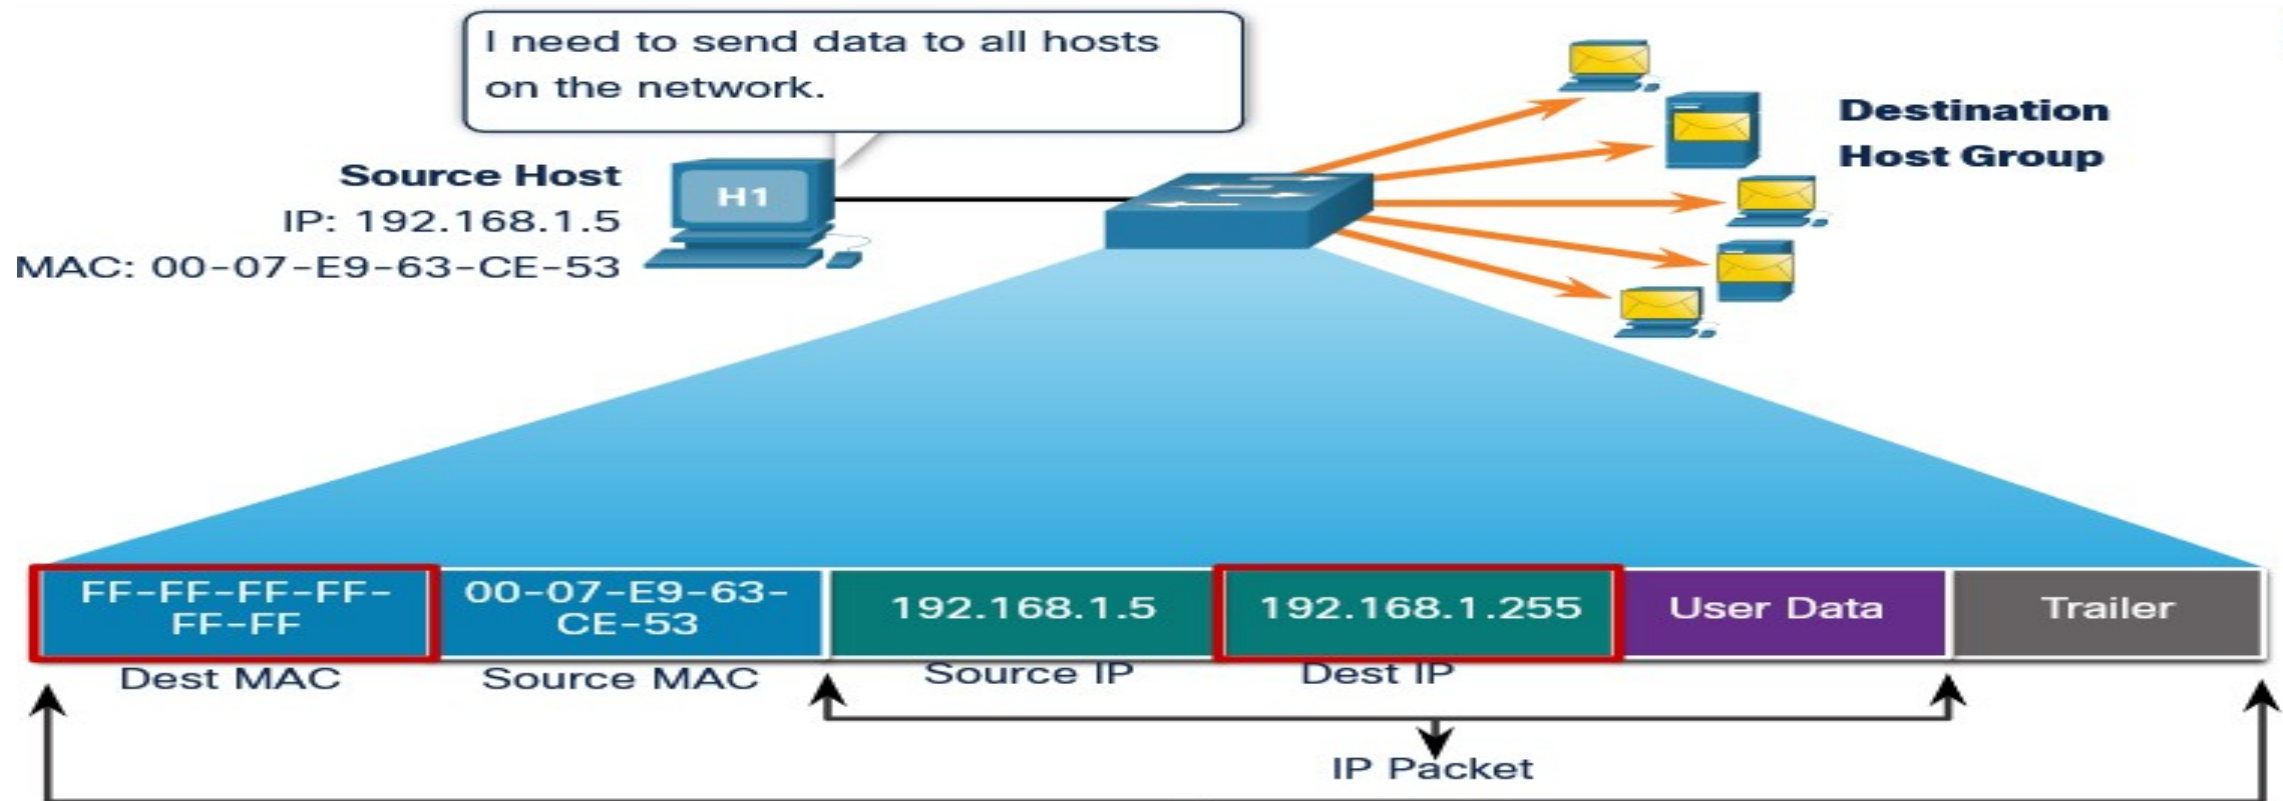 I need to send data to all hosts
on the network.
Destination
Host Group
Source Host
IP: 192.168.1.5
MAC: 00-07-E9-63-CE-53
H1
FF-FF-FF-FF-
FF-FF
00-07-E9-63-
CE-53
192.168.1.5
192.168.1.255
User Data
Trailer
Dest MAC
Source MAC
Source IP
Dest IP
IP Packet